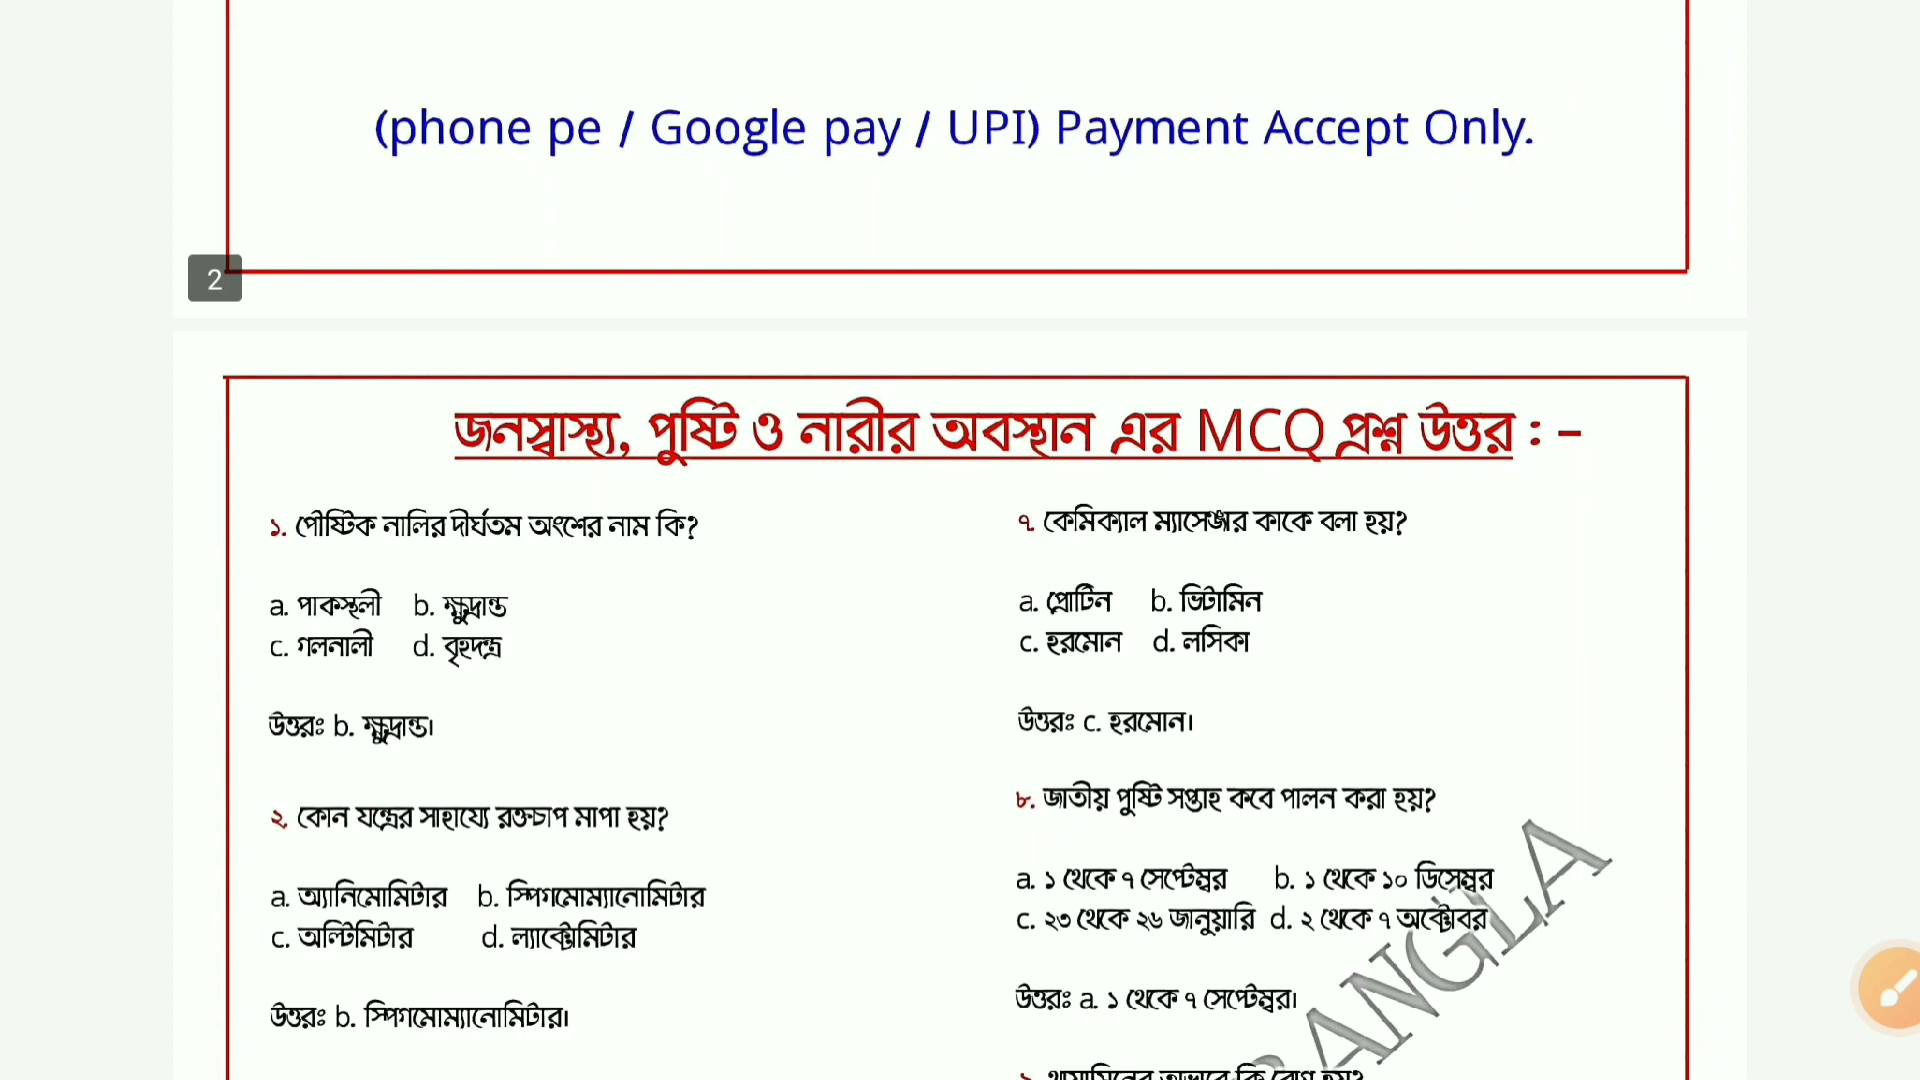 (phone pe / Google pay / UPI) Payment Accept Only.
2
জনস্বাস্থ্য, পুষ্টি ও নারীর অবস্থান এর MCQ প্রশ্ন উত্তর : –
১. পৌষ্টিক নালির দীর্ঘতম অংশের নাম কি?
a. পাকস্থলী b. ক্ষুদ্রান্ত
c. গলনালী d. বৃহদন্ত্র
উত্তরঃ b. ক্ষুদ্রান্ত।
২. কোন যন্ত্রের সাহায্যে রক্তচাপ মাপা হয়?
a. অ্যানিমোমিটার b. স্পিগমোম্যানোমিটার
c. অল্টিমিটার d. ল্যাক্টোমিটার
উত্তরঃ b. স্পিগমোম্যানোমিটার।
৭. কেমিক্যাল ম্যাসেঞ্জার কাকে বলা হয়?
a. প্রোটিন b. ভিটামিন
c. হরমোন d. লসিকা
উত্তরঃ c. হরমোন।
৮. জাতীয় পুষ্টি সপ্তাহ কবে পালন করা হয়?
a. ১ থেকে ৭ সেপ্টেম্বর b. ১ থেকে ১০ ডিসেম্বর
c. ২৩ থেকে ২৬ জানুয়ারি d. ২ থেকে ৭ অক্টোবর
উত্তরঃ a. ১ থেকে ৭ সেপ্টেম্বর।
BANGLA